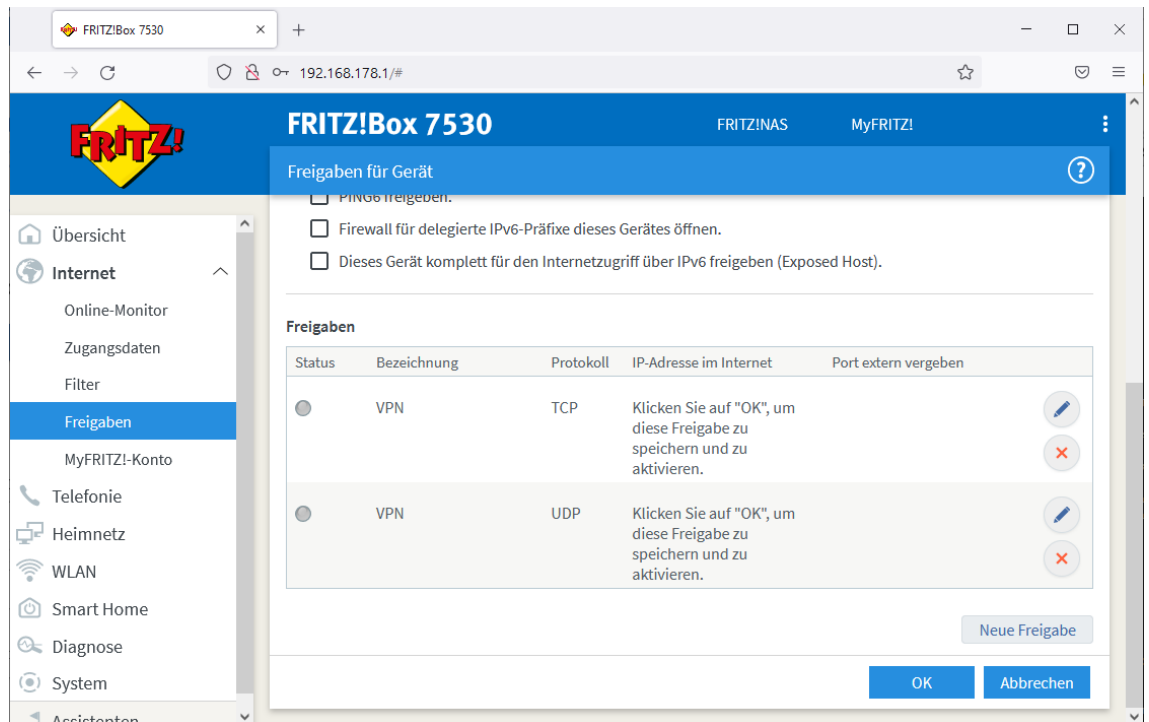 FRITZ!Box 7530
192.168.178.1/#
FRITZ!
FRITZ!Box 7530
FRITZ!NAS
MyFRITZ!
Freigaben für Gerät
?
PING6 freigeben.
Firewall für delegierte IPv6-Präfixe dieses Gerätes öffnen.
Dieses Gerät komplett für den Internetzugriff über IPv6 freigeben (Exposed Host).
Übersicht
Internet
Online-Monitor
Zugangsdaten
Filter
Freigaben
MyFRITZ!-Konto
Telefonie
Heimnetz
WLAN
Smart Home
Diagnose
System
Assistenten
Freigaben
Status Bezeichnung Protokoll IP-Adresse im Internet Port extern vergeben
VPN TCP Klicken Sie auf "OK", um
diese Freigabe zu
speichern und zu
aktivieren.
VPN UDP Klicken Sie auf "OK", um
diese Freigabe zu
speichern und zu
aktivieren.
Neue Freigabe
OK Abbrechen